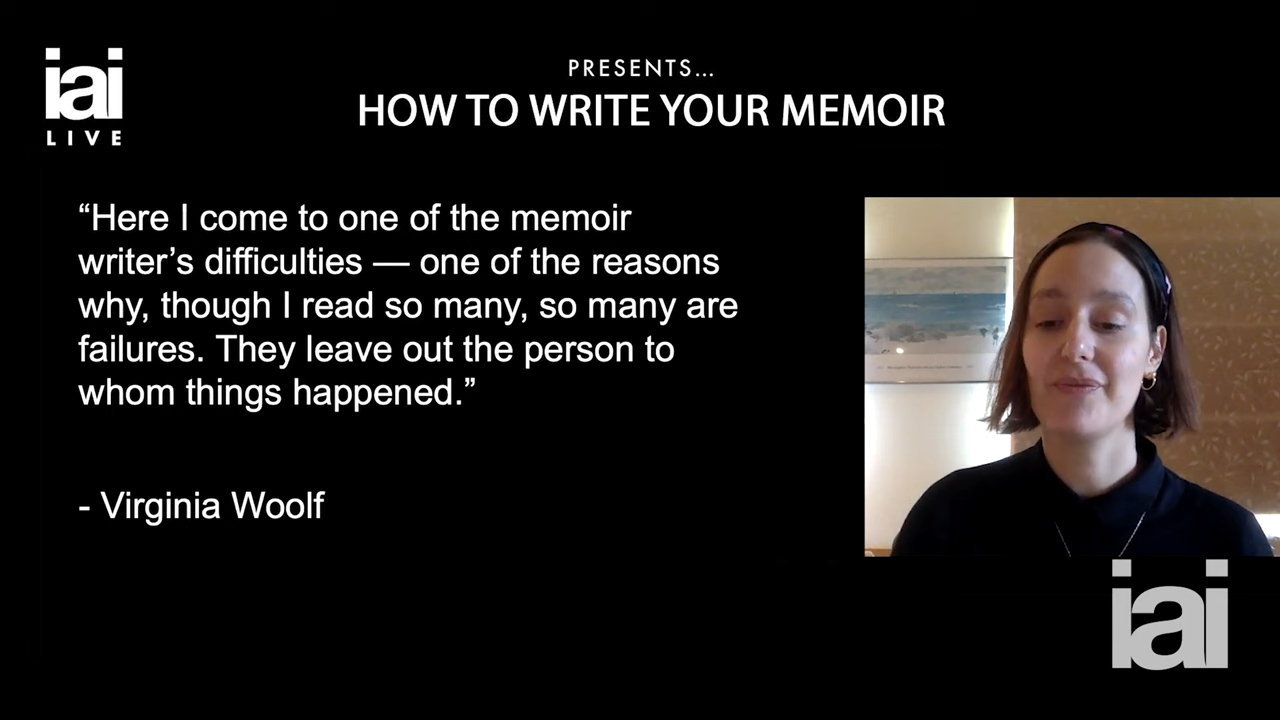 iai
LIVE
PRESENTS...
HOW TO WRITE YOUR MEMOIR
“Here I come to one of the memoir
writer’s difficulties — one of the reasons
why, though I read so many, so many are
failures. They leave out the person to
whom things happened.”
- Virginia Woolf
iai